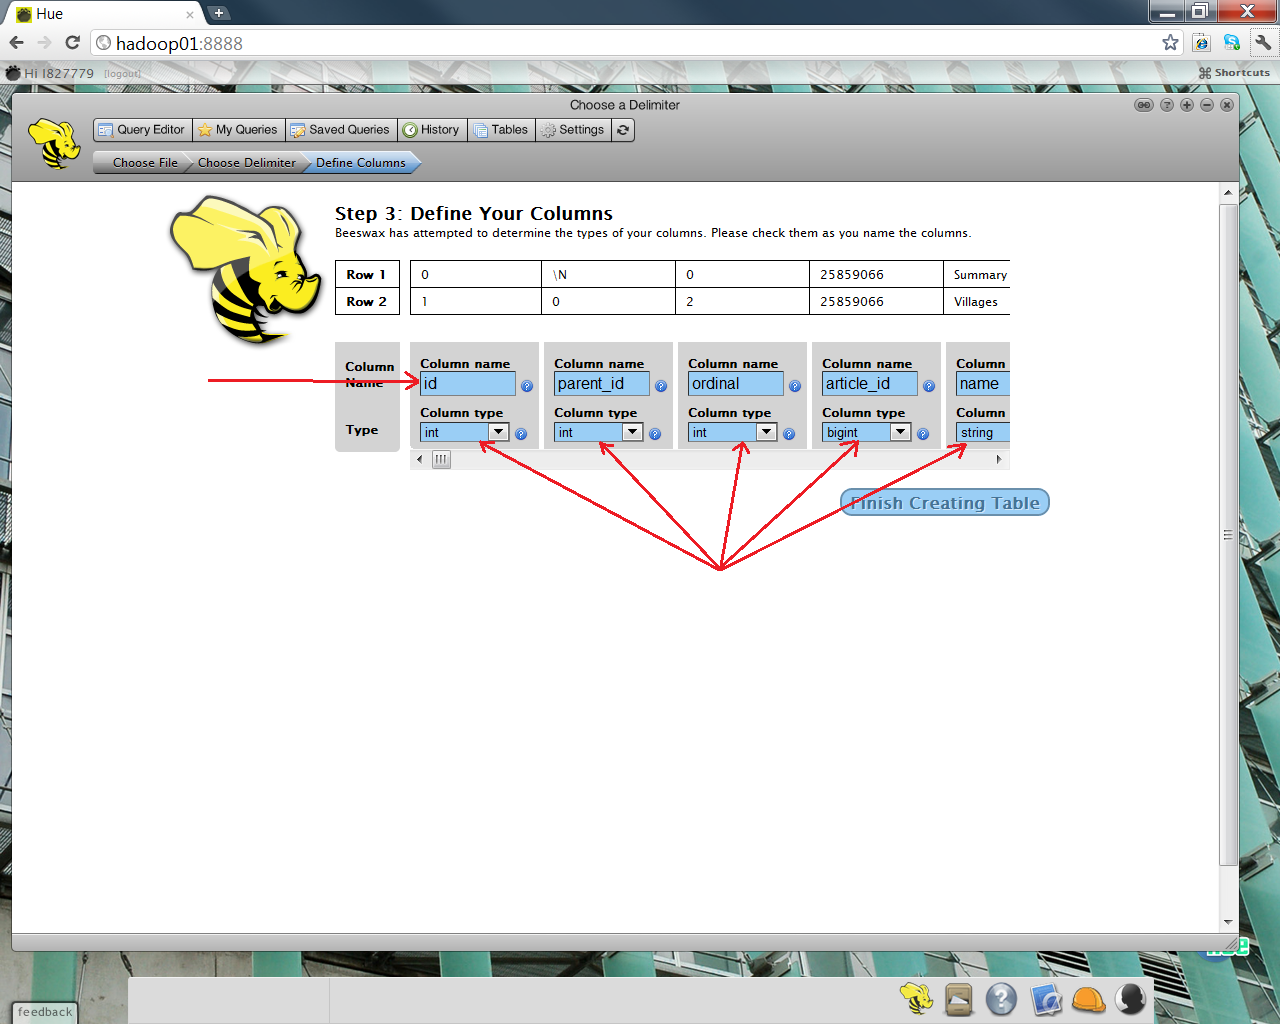 Hue
hadoop01:8888
Hi I827779 [logout] Shortcuts
Choose a Delimiter
Query Editor My Queries Saved Queries History Tables Settings
Choose File Choose Delimiter Define Columns
Step 3: Define Your Columns
Beeswax has attempted to determine the types of your columns. Please check them as you name the columns.
Row 1 0 \N 0 25859066 Summary
Row 2 1 0 2 25859066 Villages
Column Name
Column name Column name Column name Column name Column
id parent_id ordinal article_id name
Column type Column type Column type Column type Column
Type int int int bigint string
Finish Creating Table
hue
feedback